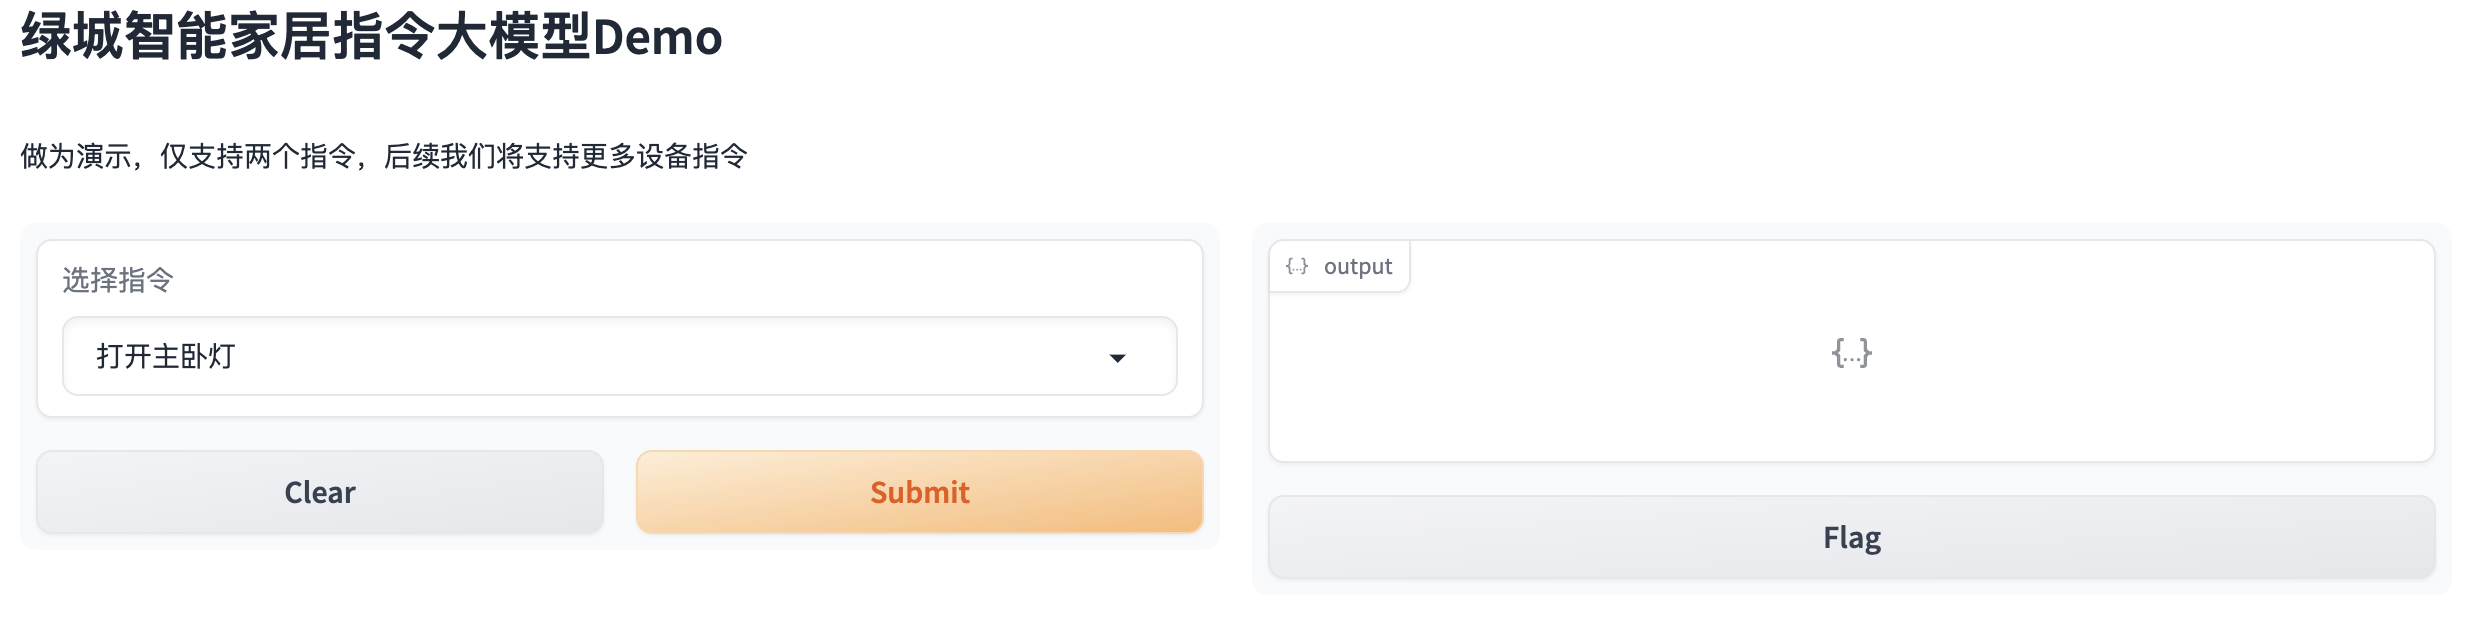 绿城智能家居指令大模型Demo
做为演示，仅支持两个指令，后续我们将支持更多设备指令
选择指令
打开主卧灯
Clear
Submit
{...} output
{...}
Flag